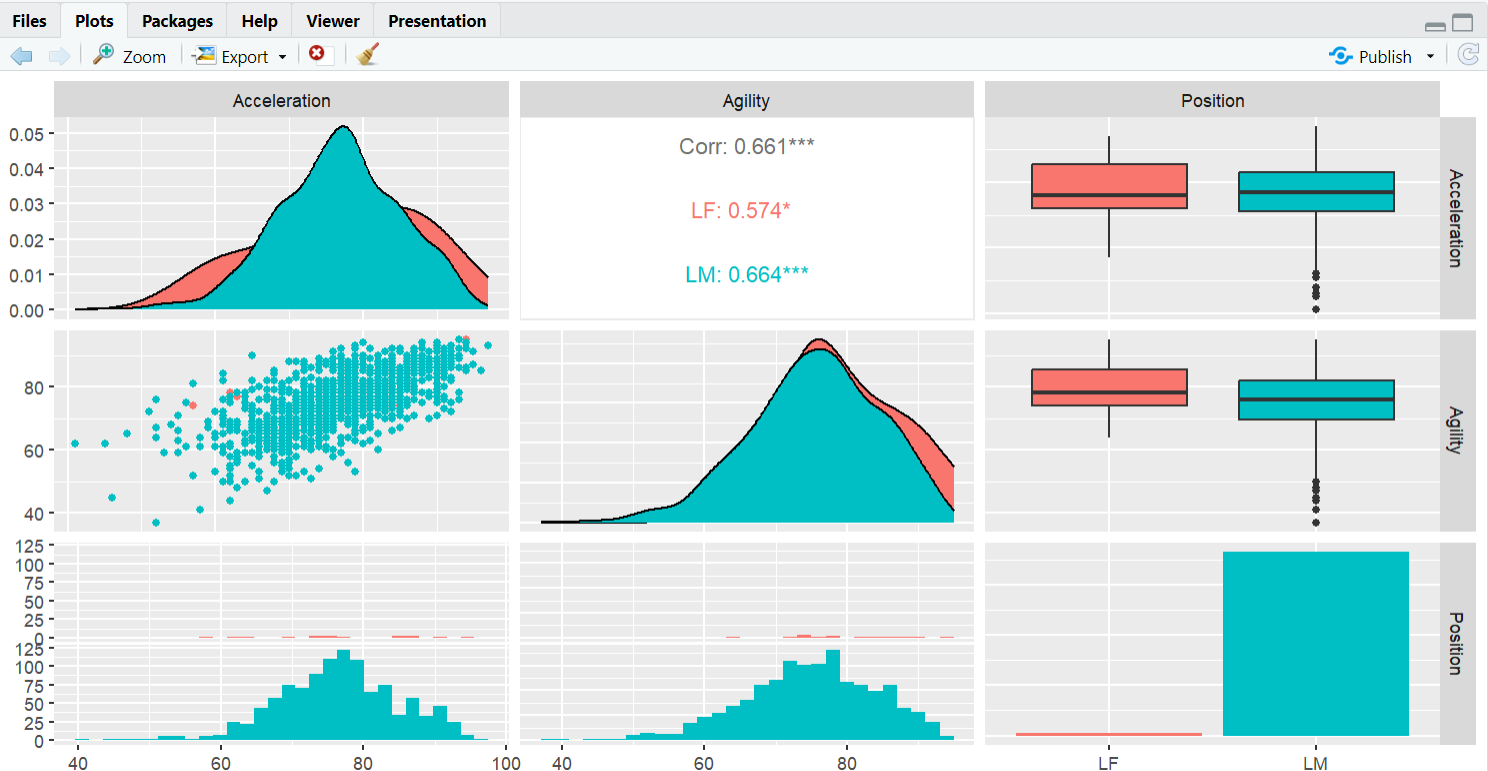 Files Plots Packages Help Viewer Presentation
Zoom Export Publish
Acceleration Agility Position
0.05
0.04
0.03
0.02
0.01
0.00
Corr: 0.661***
LF: 0.574*
LM: 0.664***
Acceleration
80
60
40
Agility
125
100
75
50
25
0
125
100
75
50
25
0
Position
40 60 80 100 40 60 80 LF LM